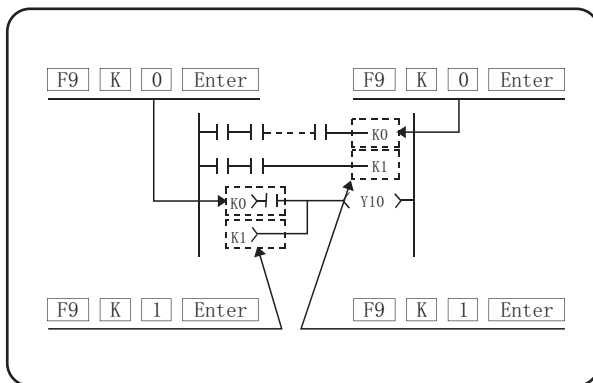 F9 K 0 Enter F9 K 0 Enter
K0
K1
K0 Y10
K1
F9 K 1 Enter F9 K 1 Enter